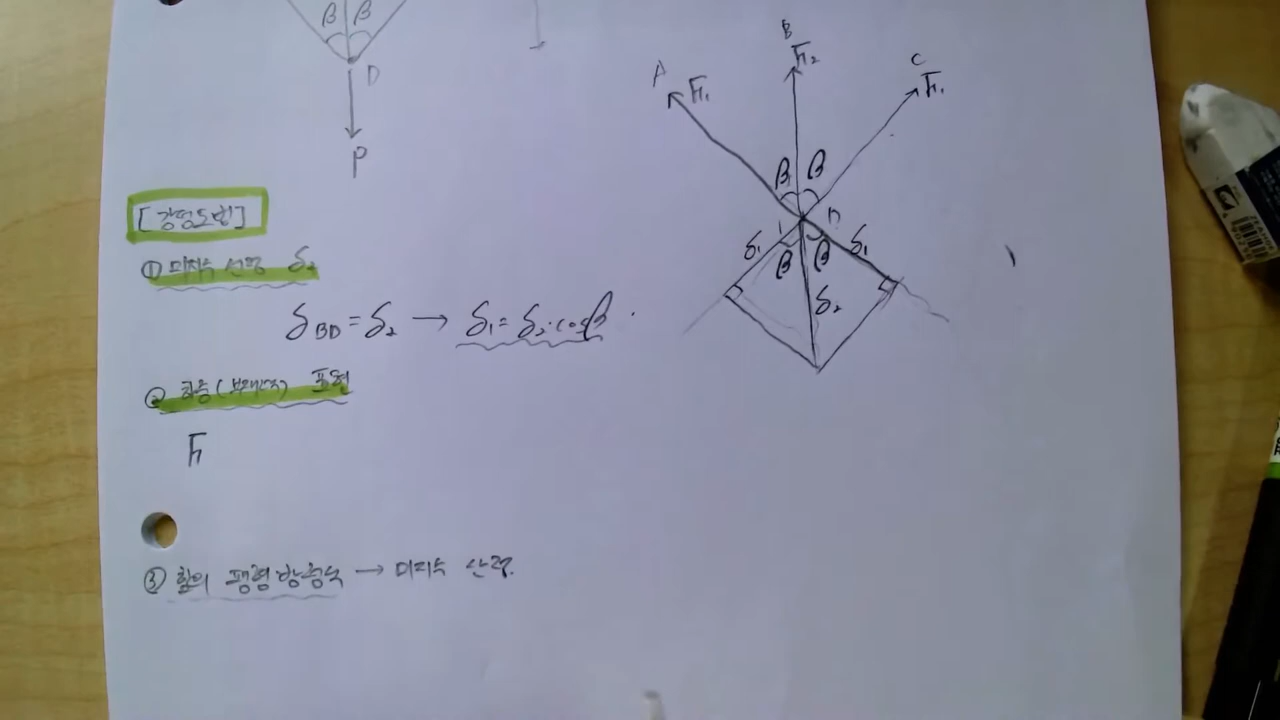 β β
D
P
A F₁
B F₂
C F₁
β β
D
δ₁ β β δ₁
δ₂
[강성도법]
① 미지수 선정 δ₂
δ_BD = δ₂ → δ₁ = δ₂·cosβ.
② 하중(부재력) 표현
F
③ 힘의 평형방정식 → 미지수 산정.